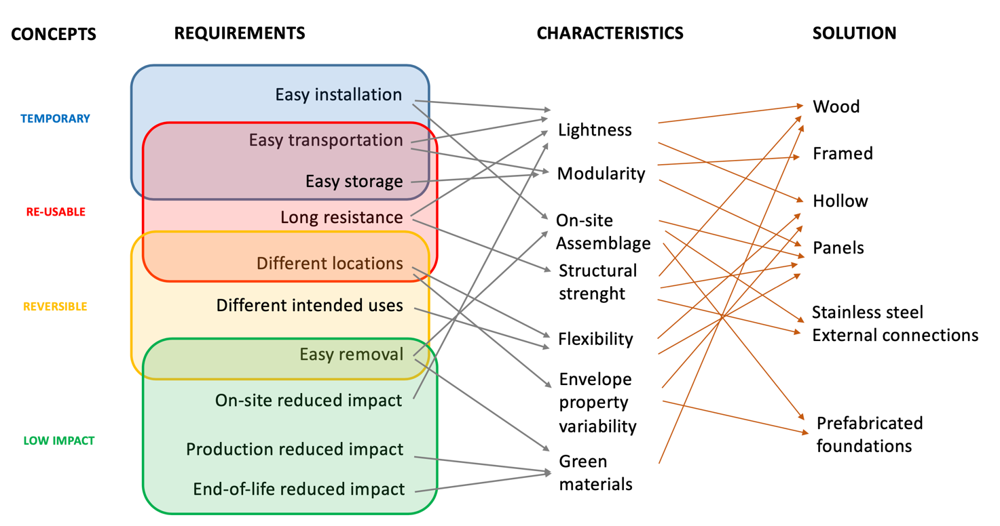 CONCEPTS
REQUIREMENTS
CHARACTERISTICS
SOLUTION
TEMPORARY
RE-USABLE
REVERSIBLE
LOW IMPACT
Easy installation
Easy transportation
Easy storage
Long resistance
Different locations
Different intended uses
Easy removal
On-site reduced impact
Production reduced impact
End-of-life reduced impact
Lightness
Modularity
On-site
Assemblage
Structural
strenght
Flexibility
Envelope
property
variability
Green
materials
Wood
Framed
Hollow
Panels
Stainless steel
External connections
Prefabricated
foundations